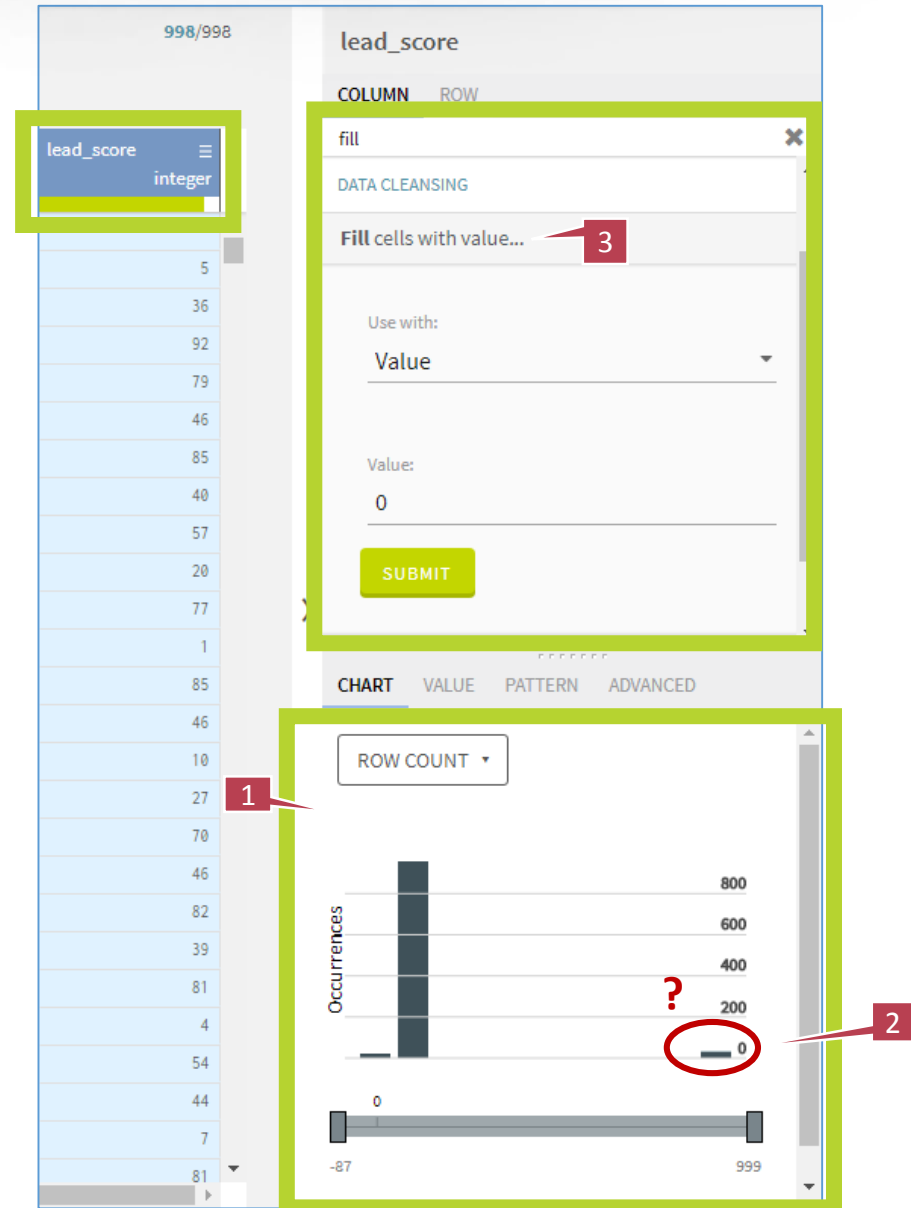 998/998
lead_score
integer
5
36
92
79
46
85
40
57
20
77
1
85
46
10
27
70
46
82
39
81
4
54
44
7
81
lead_score
COLUMN ROW
fill
DATA CLEANSING
Fill cells with value...
3
Use with:
Value
Value:
0
SUBMIT
CHART VALUE PATTERN ADVANCED
1
ROW COUNT
Occurrences
800
600
400
200
0
?
2
0
-87
999